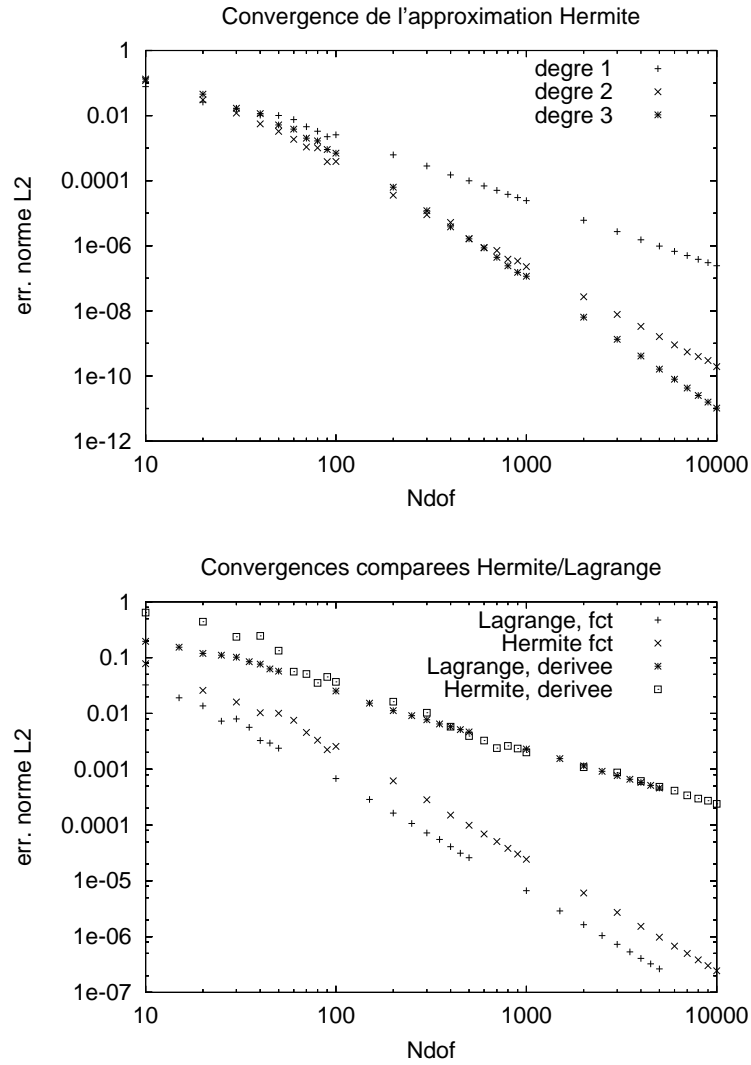 Convergence de l'approximation Hermite
1
0.01
0.0001
1e-06
1e-08
1e-10
1e-12
err. norme L2
degre 1
degre 2
degre 3
10 100 1000 10000
Ndof
Convergences comparees Hermite/Lagrange
1
0.1
0.01
0.001
0.0001
1e-05
1e-06
1e-07
err. norme L2
Lagrange, fct
Hermite fct
Lagrange, derivee
Hermite, derivee
10 100 1000 10000
Ndof